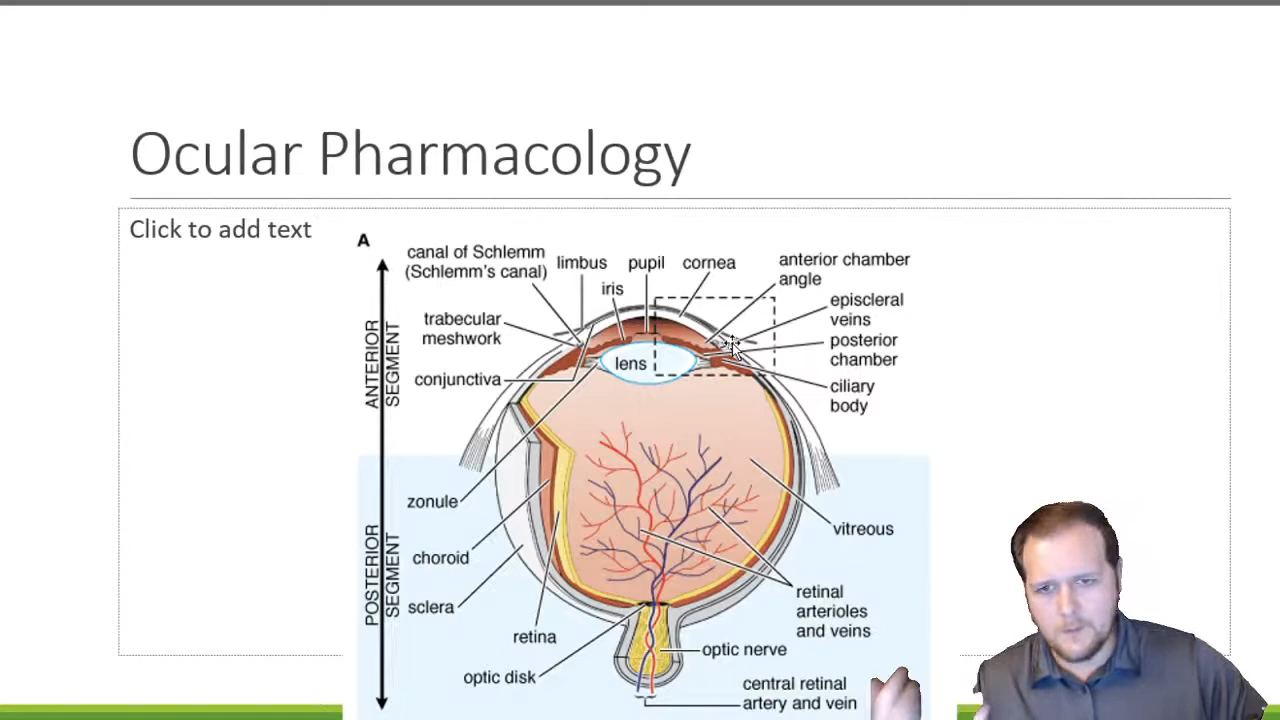 Ocular Pharmacology
Click to add text
A
canal of Schlemm
(Schlemm's canal)
limbus
pupil
cornea
iris
anterior chamber
angle
episcleral
veins
trabecular
meshwork
posterior
chamber
lens
conjunctiva
ciliary
body
ANTERIOR
SEGMENT
zonule
vitreous
choroid
POSTERIOR
SEGMENT
sclera
retinal
arterioles
and veins
retina
optic nerve
optic disk
central retinal
artery and vein